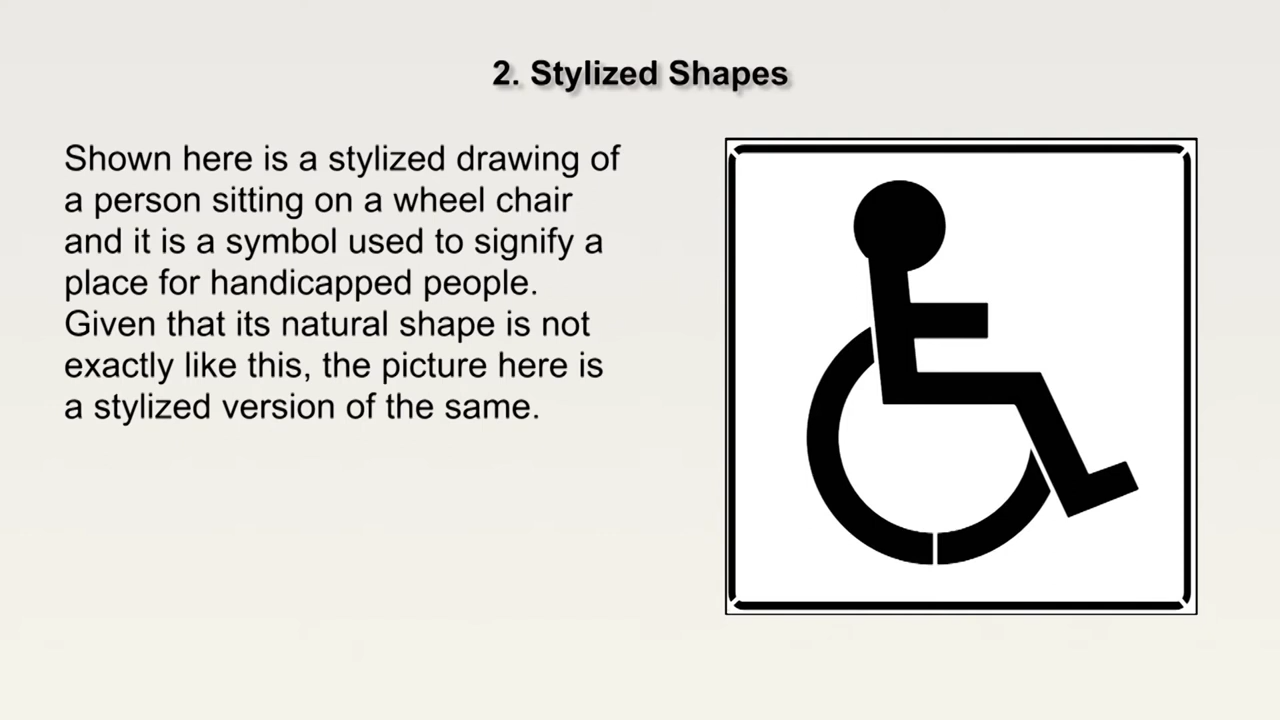 2. Stylized Shapes
Shown here is a stylized drawing of
a person sitting on a wheel chair
and it is a symbol used to signify a
place for handicapped people.
Given that its natural shape is not
exactly like this, the picture here is
a stylized version of the same.